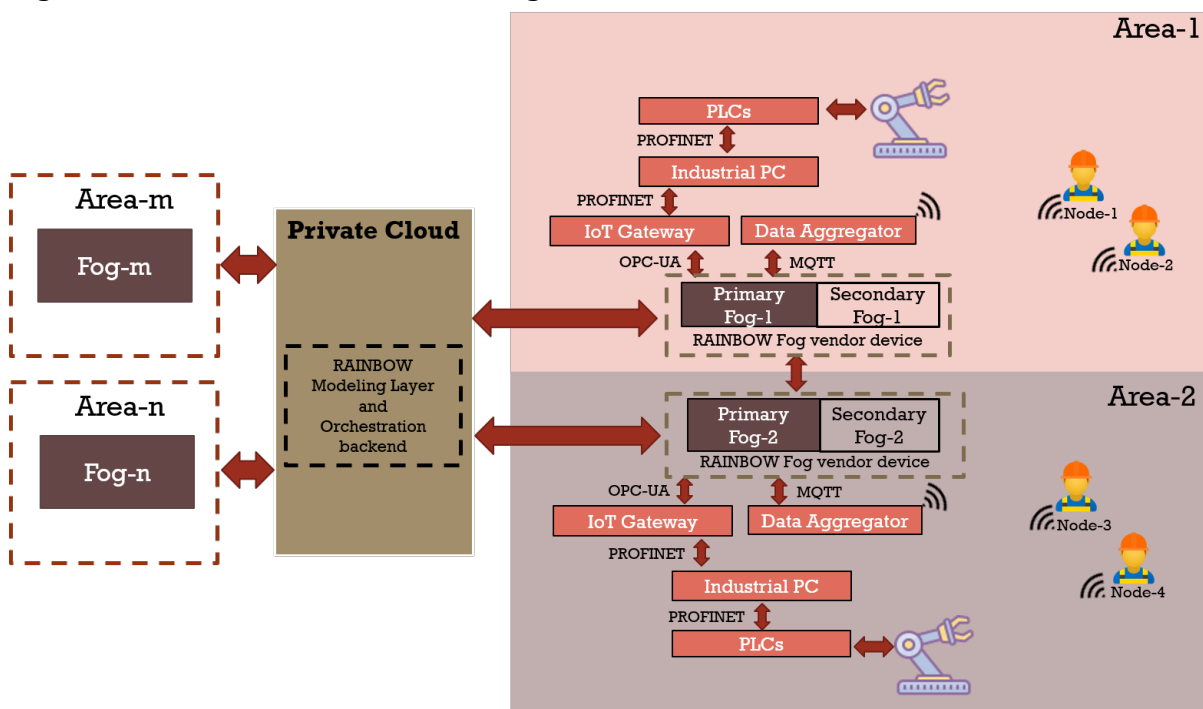 Area-1
PLCs
PROFINET
Industrial PC
PROFINET
IoT Gateway
Data Aggregator
OPC-UA
MQTT
Primary
Fog-1
Secondary
Fog-1
RAINBOW Fog vendor device
Node-1
Node-2
Area-m
Fog-m
Private Cloud
RAINBOW
Modeling Layer
and
Orchestration
backend
Area-n
Fog-n
Area-2
Primary
Fog-2
Secondary
Fog-2
RAINBOW Fog vendor device
OPC-UA
MQTT
IoT Gateway
Data Aggregator
PROFINET
Industrial PC
PROFINET
PLCs
Node-3
Node-4